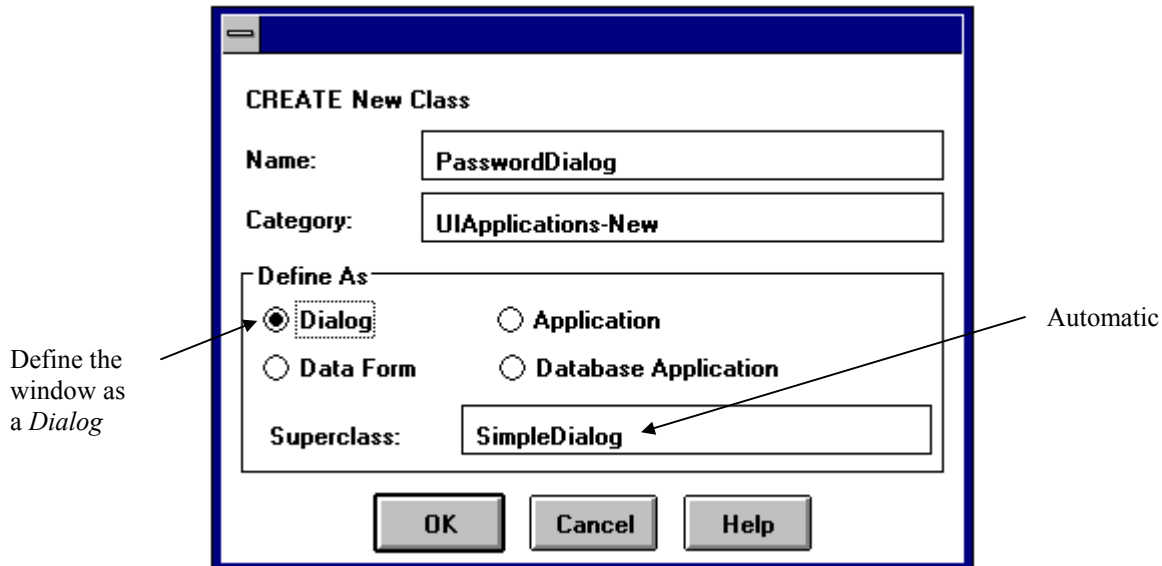 CREATE New Class
Name: PasswordDialog
Category: UIApplications-New
Define As
Dialog Application
Data Form Database Application
Superclass: SimpleDialog
OK Cancel Help
Define the
window as
a Dialog
Automatic